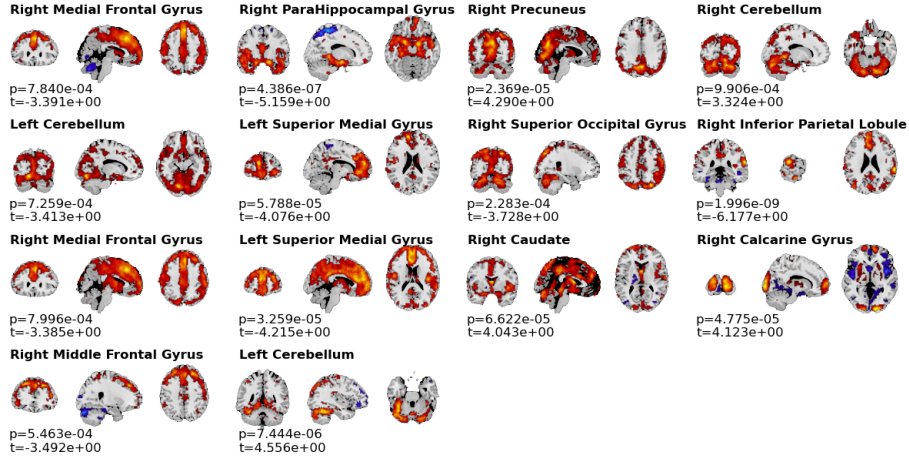 Right Medial Frontal Gyrus
p=7.840e-04
t=-3.391e+00
Right ParaHippocampal Gyrus
p=4.386e-07
t=-5.159e+00
Right Precuneus
p=2.369e-05
t=4.290e+00
Right Cerebellum
p=9.906e-04
t=3.324e+00
Left Cerebellum
p=7.259e-04
t=-3.413e+00
Left Superior Medial Gyrus
p=5.788e-05
t=-4.076e+00
Right Superior Occipital Gyrus
p=2.283e-04
t=-3.728e+00
Right Inferior Parietal Lobule
p=1.996e-09
t=-6.177e+00
Right Medial Frontal Gyrus
p=7.996e-04
t=-3.385e+00
Left Superior Medial Gyrus
p=3.259e-05
t=-4.215e+00
Right Caudate
p=6.622e-05
t=4.043e+00
Right Calcarine Gyrus
p=4.775e-05
t=4.123e+00
Right Middle Frontal Gyrus
p=5.463e-04
t=-3.492e+00
Left Cerebellum
p=7.444e-06
t=4.556e+00